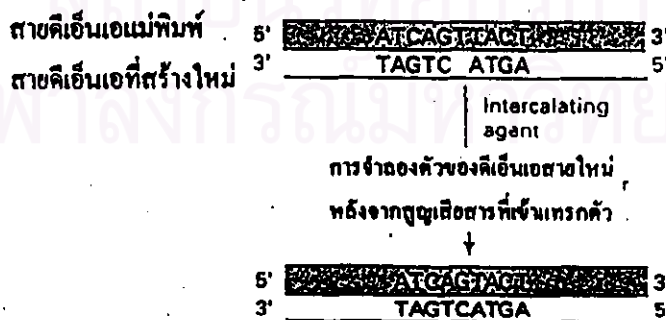 สายดีเอ็นเอแม่พิมพ์ 5' ATCAGTTACT 3'
สายดีเอ็นเอที่สร้างใหม่ 3' TAGTC ATGA 5'
Intercalating
agent
การจำลองตัวของดีเอ็นเอสายใหม่
หลังจากสูญเสียสารที่เข้าแทรกตัว
5' ATCAGTACT 3
3' TAGTCATGA 5